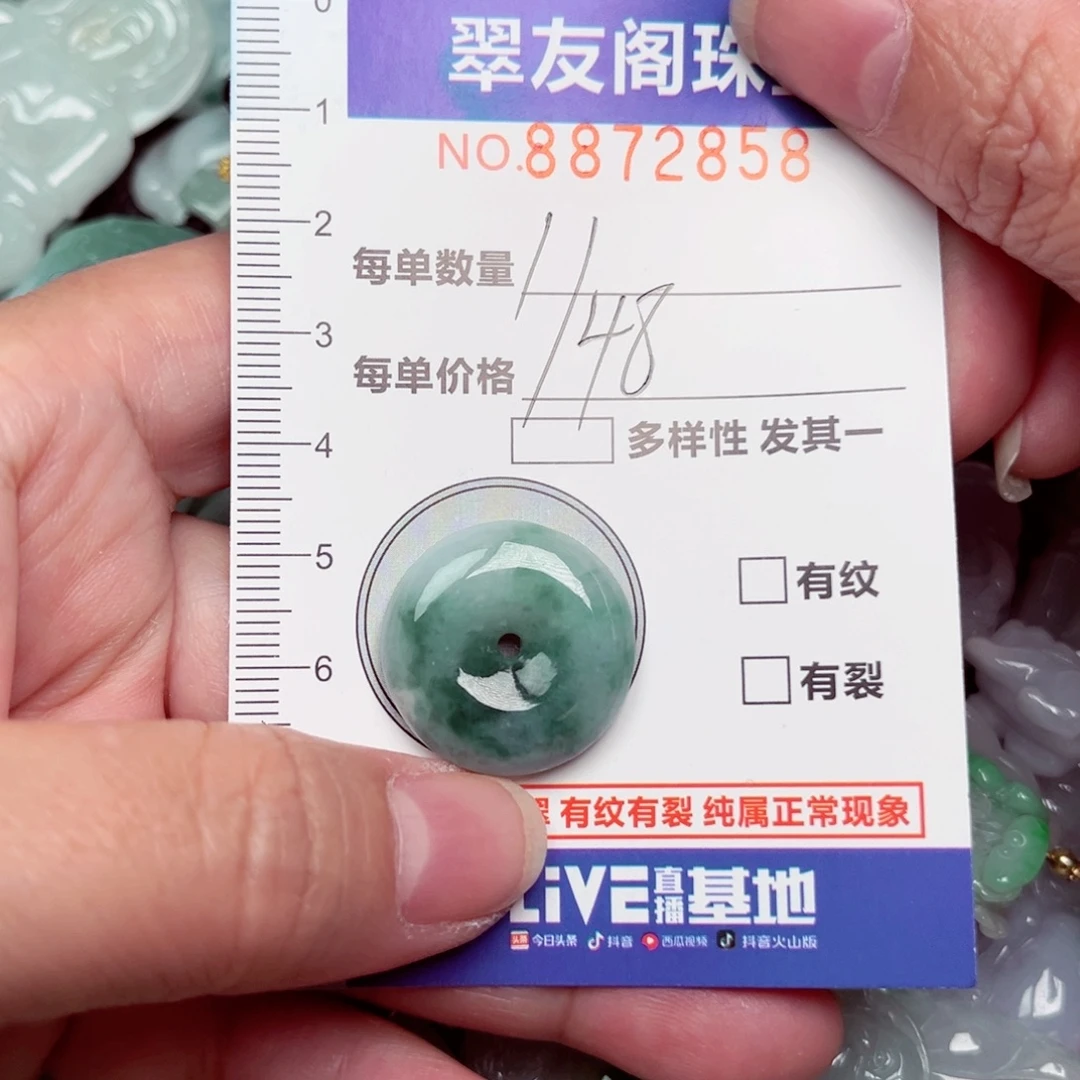 0
翠友阁珠
1
NO.8872858
2
每单数量
3
每单价格 148
4
多样性 发其一
5
有纹
6
有裂
翠 有纹有裂 纯属正常现象
LiVE直播基地
头条 今日头条 抖音 西瓜视频 抖音火山版